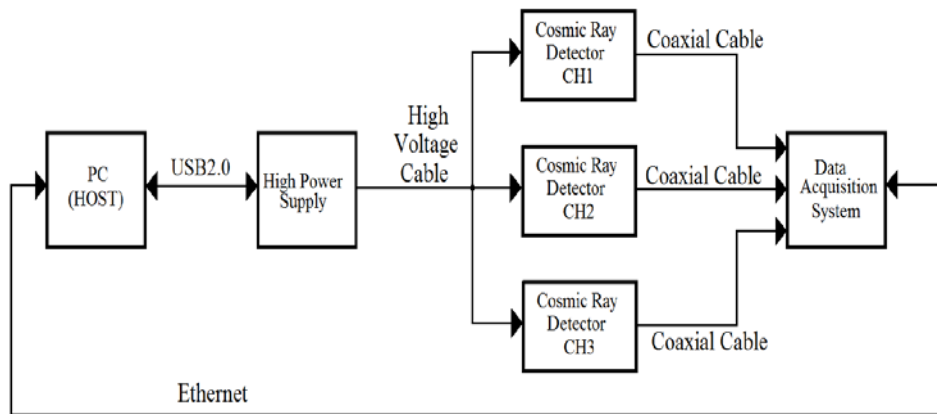 PC
(HOST)
USB2.0
High Power
Supply
High
Voltage
Cable
Cosmic Ray
Detector
CH1
Coaxial Cable
Cosmic Ray
Detector
CH2
Coaxial Cable
Cosmic Ray
Detector
CH3
Coaxial Cable
Data
Acquisition
System
Ethernet